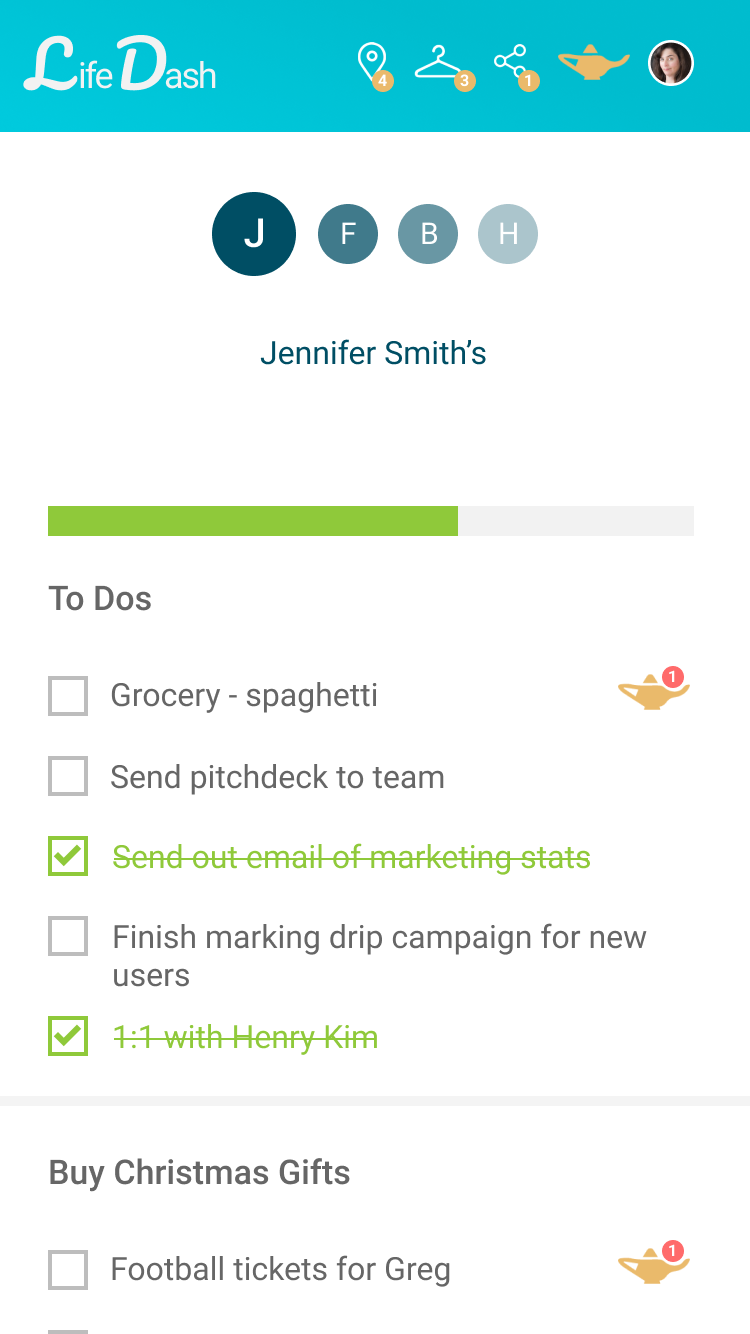 Life Dash
4
3
1
J
F
B
H
Jennifer Smith’s
To Dos
Grocery - spaghetti
1
Send pitchdeck to team
Send out email of marketing stats
Finish marking drip campaign for new
users
1:1 with Henry Kim
Buy Christmas Gifts
Football tickets for Greg
1